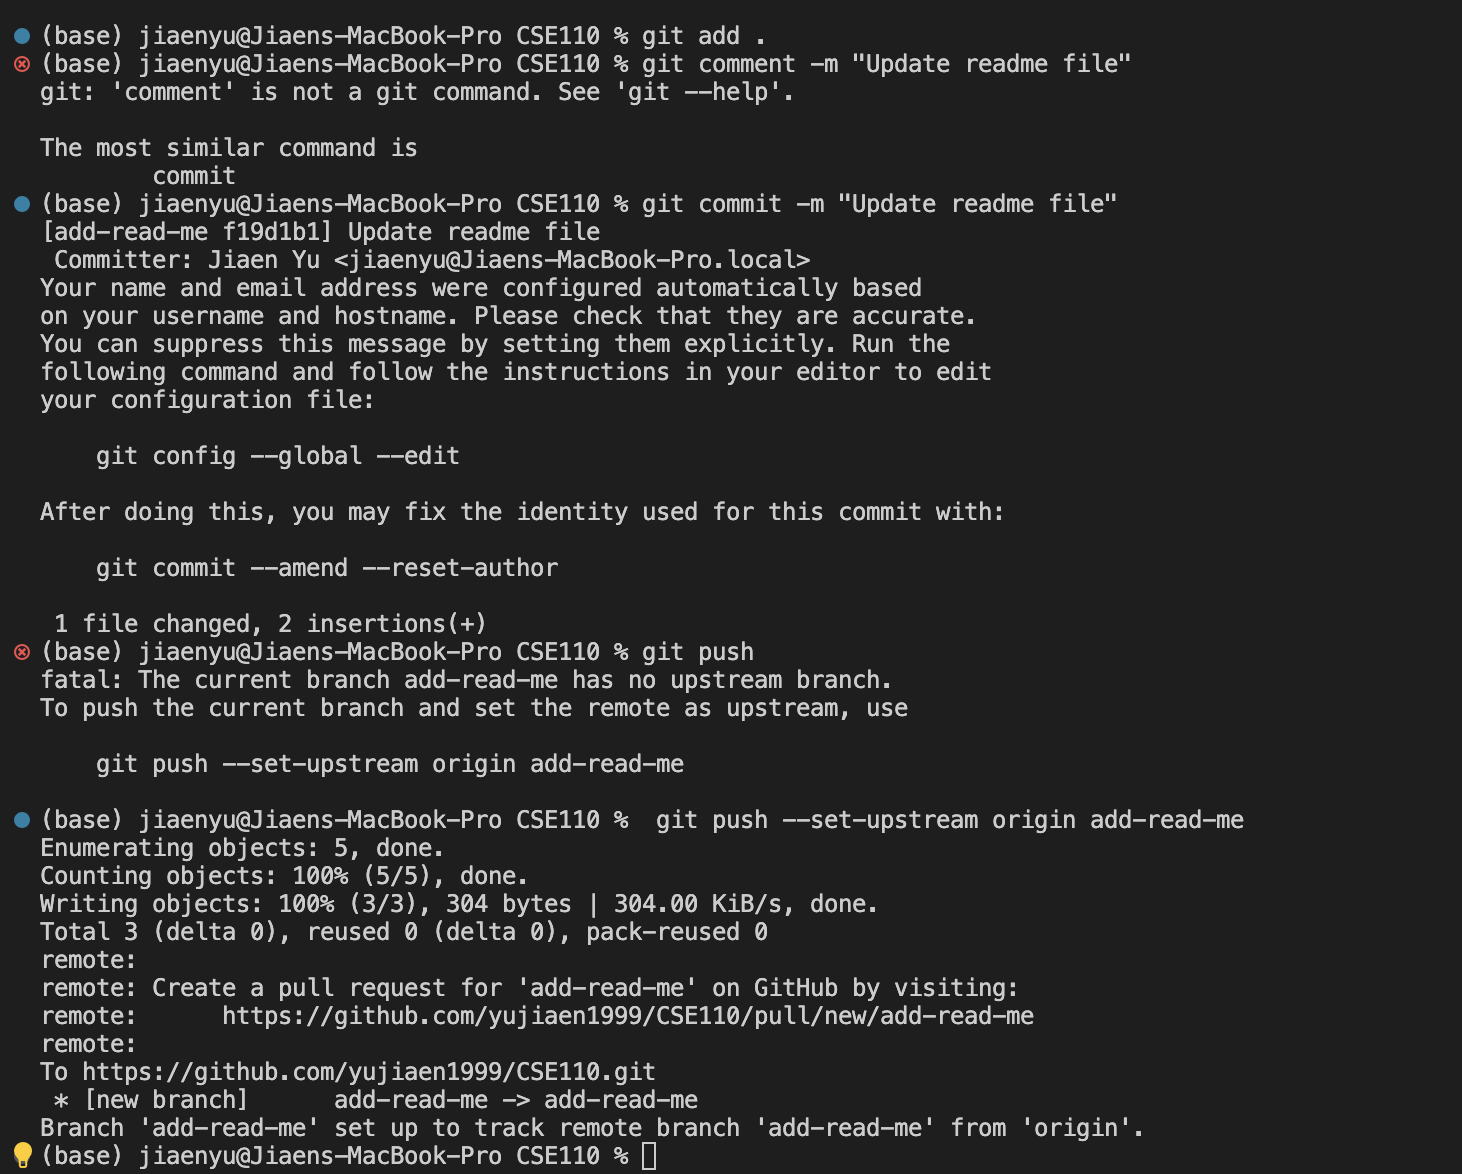 (base) jiaenyu@Jiaens-MacBook-Pro CSE110 % git add .
(base) jiaenyu@Jiaens-MacBook-Pro CSE110 % git comment -m "Update readme file"
git: 'comment' is not a git command. See 'git --help'.

The most similar command is
        commit
(base) jiaenyu@Jiaens-MacBook-Pro CSE110 % git commit -m "Update readme file"
[add-read-me f19d1b1] Update readme file
 Committer: Jiaen Yu <jiaenyu@Jiaens-MacBook-Pro.local>
Your name and email address were configured automatically based
on your username and hostname. Please check that they are accurate.
You can suppress this message by setting them explicitly. Run the
following command and follow the instructions in your editor to edit
your configuration file:

    git config --global --edit

After doing this, you may fix the identity used for this commit with:

    git commit --amend --reset-author

 1 file changed, 2 insertions(+)
(base) jiaenyu@Jiaens-MacBook-Pro CSE110 % git push
fatal: The current branch add-read-me has no upstream branch.
To push the current branch and set the remote as upstream, use

    git push --set-upstream origin add-read-me

(base) jiaenyu@Jiaens-MacBook-Pro CSE110 %  git push --set-upstream origin add-read-me
Enumerating objects: 5, done.
Counting objects: 100% (5/5), done.
Writing objects: 100% (3/3), 304 bytes | 304.00 KiB/s, done.
Total 3 (delta 0), reused 0 (delta 0), pack-reused 0
remote:
remote: Create a pull request for 'add-read-me' on GitHub by visiting:
remote:      https://github.com/yujiaen1999/CSE110/pull/new/add-read-me
remote:
To https://github.com/yujiaen1999/CSE110.git
 * [new branch]      add-read-me -> add-read-me
Branch 'add-read-me' set up to track remote branch 'add-read-me' from 'origin'.
(base) jiaenyu@Jiaens-MacBook-Pro CSE110 %